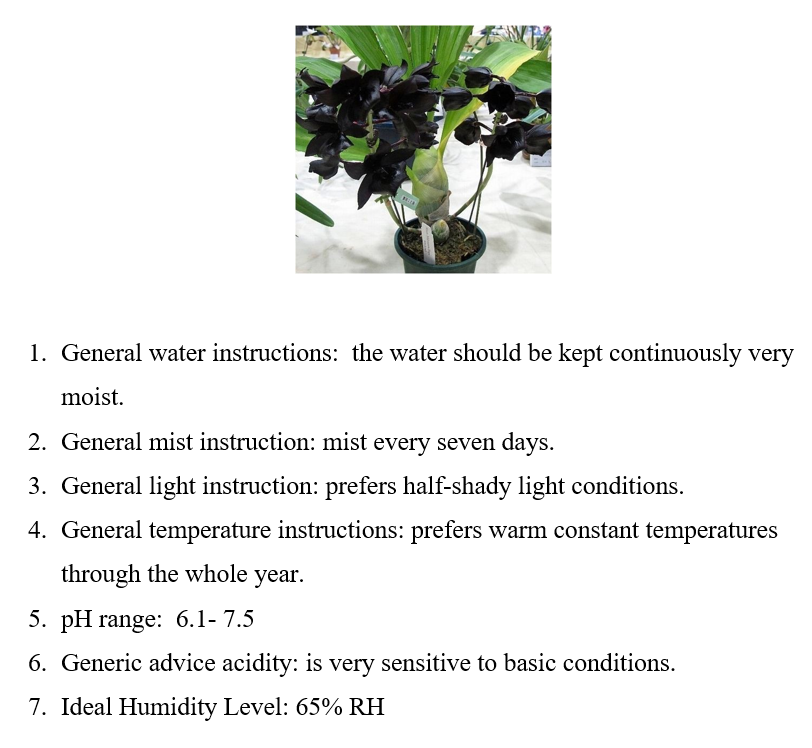 1. General water instructions:  the water should be kept continuously very
moist.
2. General mist instruction: mist every seven days.
3. General light instruction: prefers half-shady light conditions.
4. General temperature instructions: prefers warm constant temperatures
through the whole year.
5. pH range:  6.1- 7.5
6. Generic advice acidity: is very sensitive to basic conditions.
7. Ideal Humidity Level: 65% RH